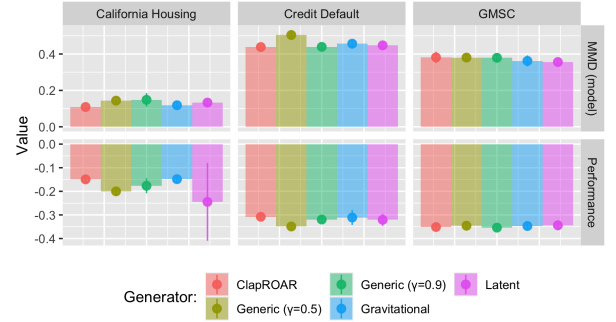 California Housing
Credit Default
GMSC
Value
0.4
0.2
0.0
MMD (model)
0.0
-0.1
-0.2
-0.3
-0.4
Performance
Generator:
ClapROAR
Generic (γ=0.9)
Latent
Generic (γ=0.5)
Gravitational